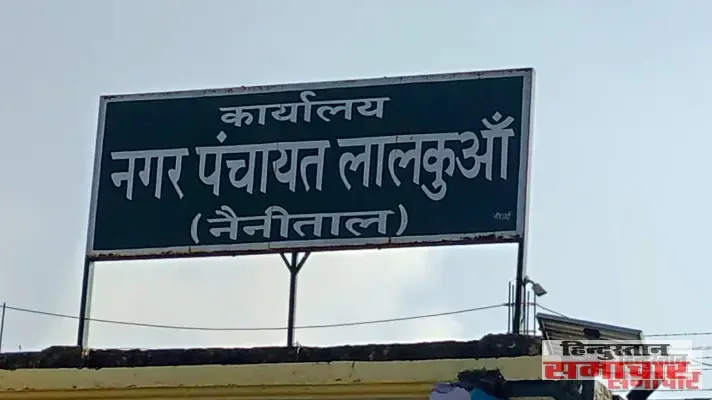 कार्यालय
नगर पंचायत लालकुआँ
(नैनीताल)
हिन्दुस्तान
समाचार